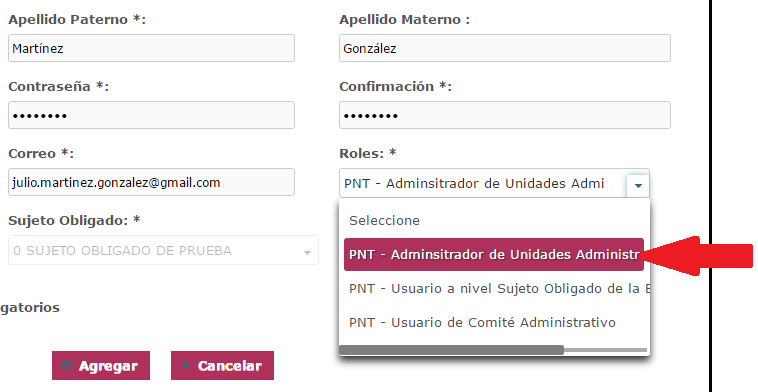 Apellido Paterno *:
Apellido Materno :
Martínez
González
Contraseña *:
Confirmación *:
••••••••
••••••••
Correo *:
Roles: *
julio.martinez.gonzalez@gmail.com
PNT - Adminsitrador de Unidades Admi
Sujeto Obligado: *
Seleccione
0 SUJETO OBLIGADO DE PRUEBA
PNT - Adminsitrador de Unidades Administr
PNT - Usuario a nivel Sujeto Obligado de la E
gatorios
PNT - Usuario de Comité Administrativo
Agregar
Cancelar